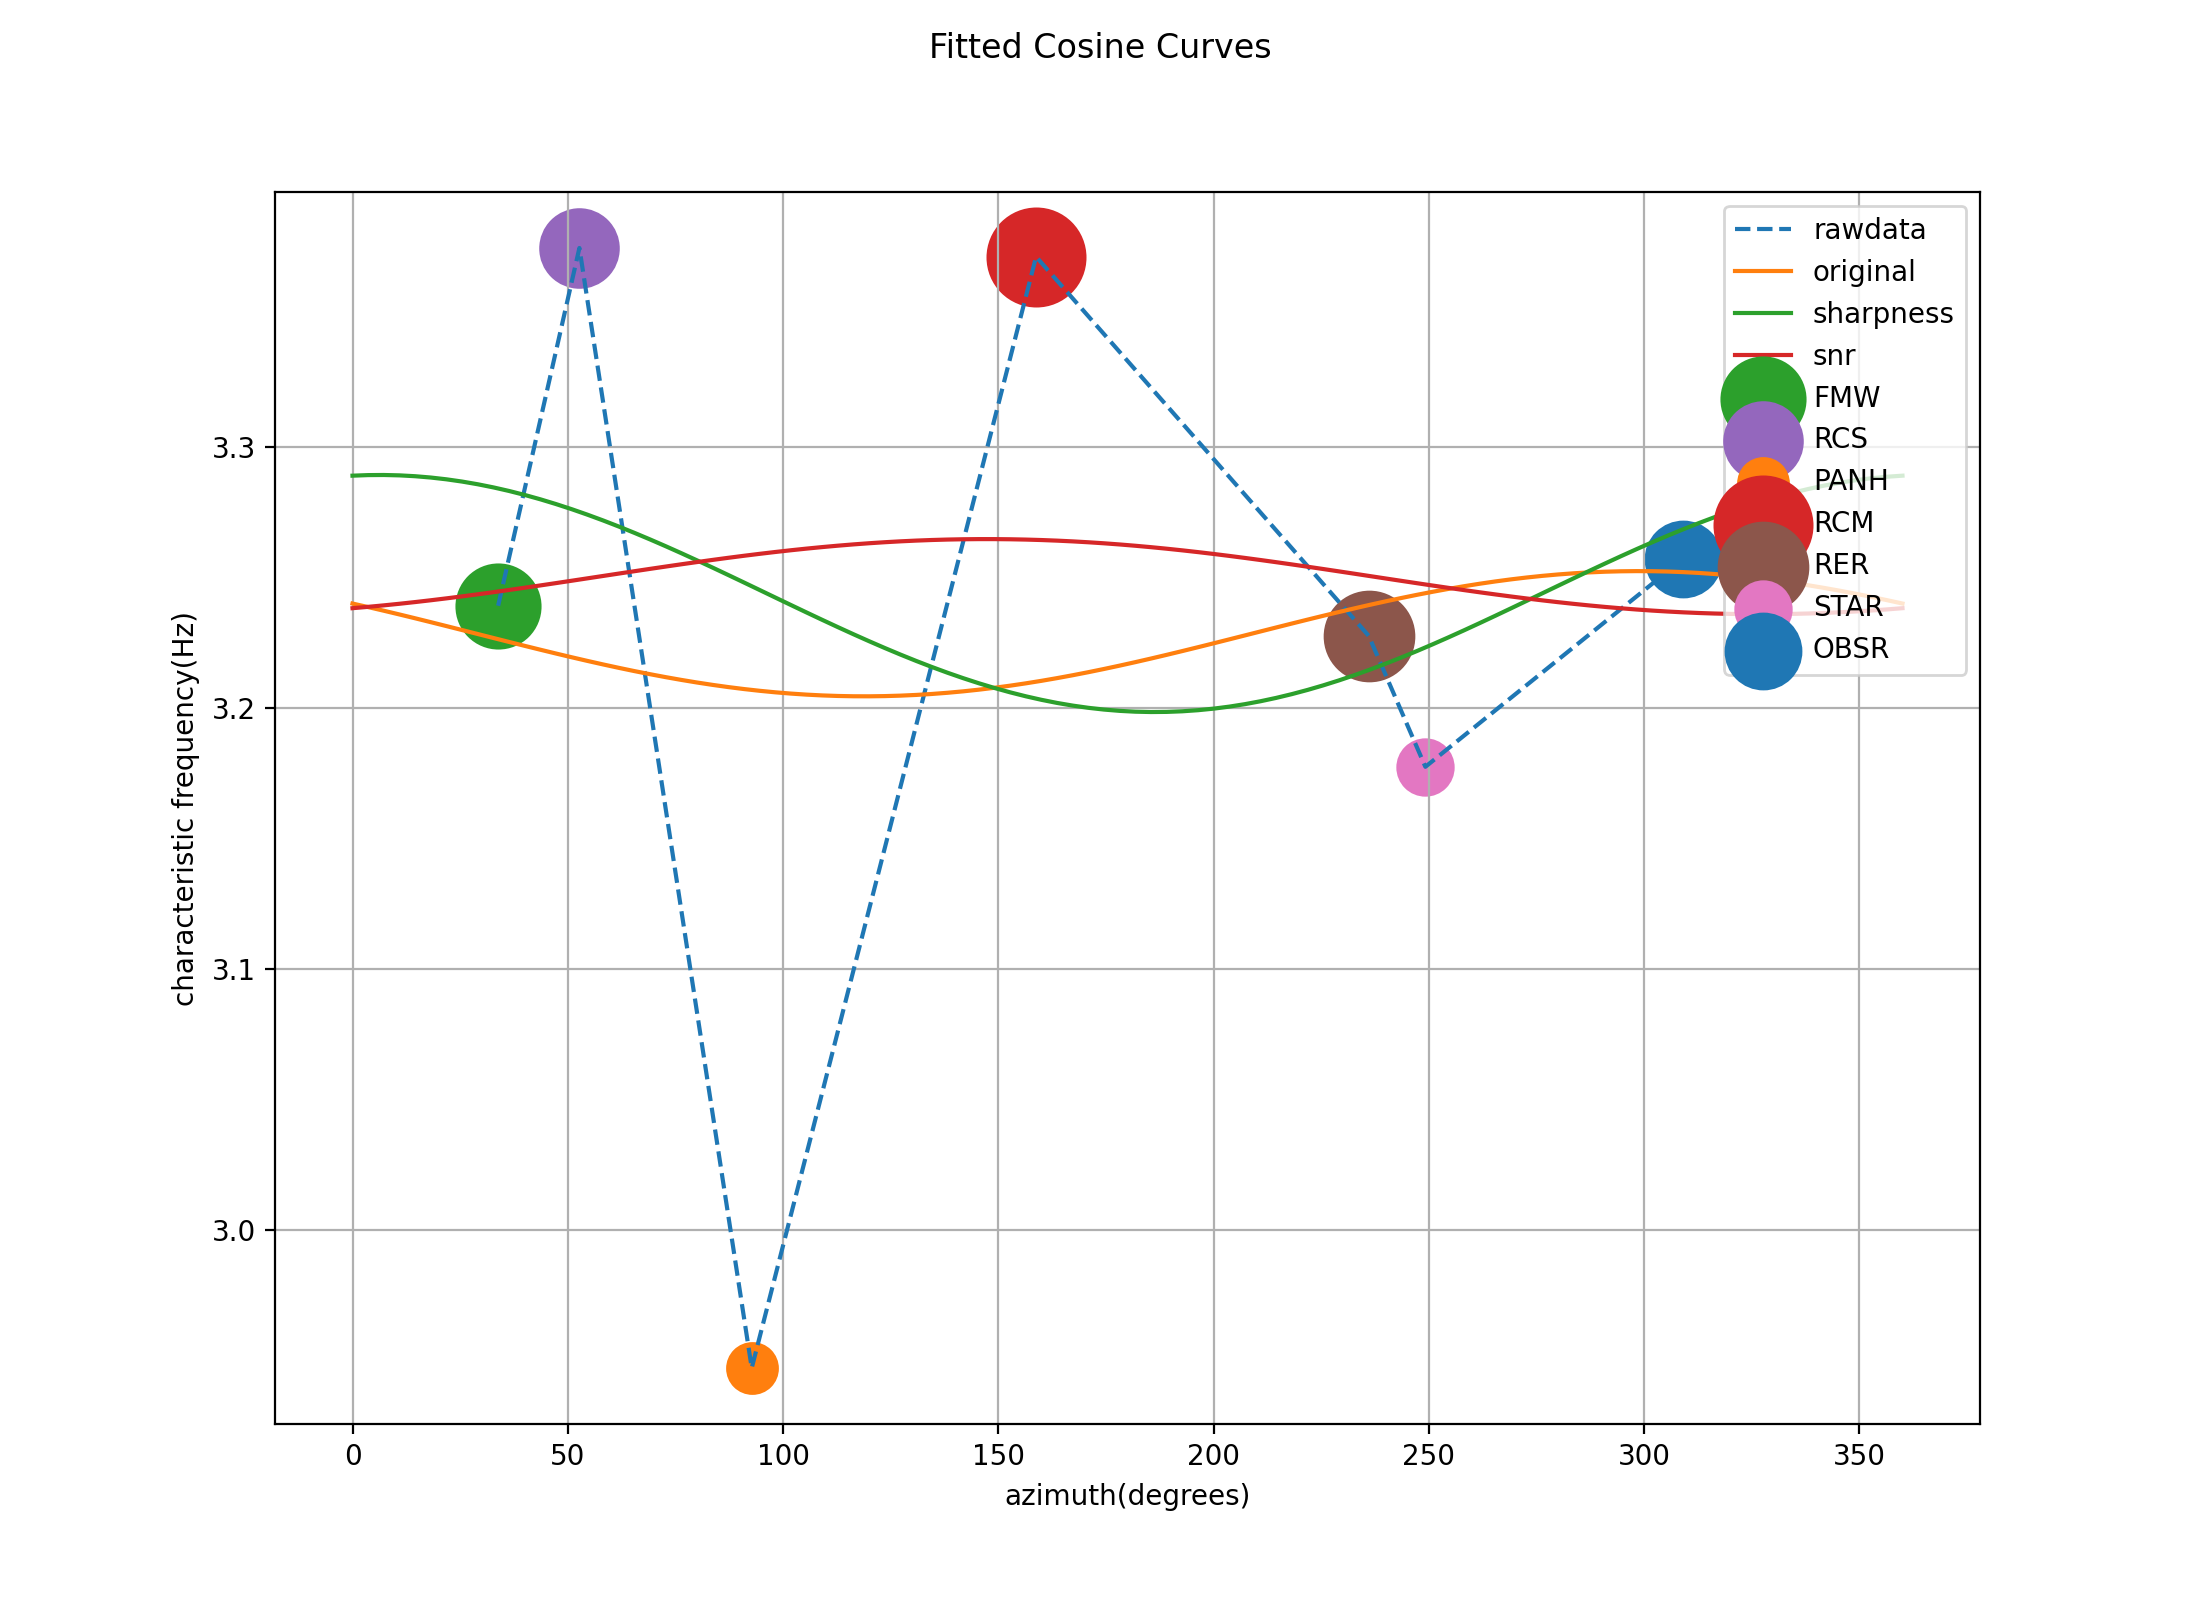 Fitted Cosine Curves
rawdata
original
sharpness
snr
FMW
RCS
PANH
RCM
RER
STAR
OBSR
characteristic frequency(Hz)
3.3
3.2
3.1
3.0
0 50 100 150 200 250 300 350
azimuth(degrees)